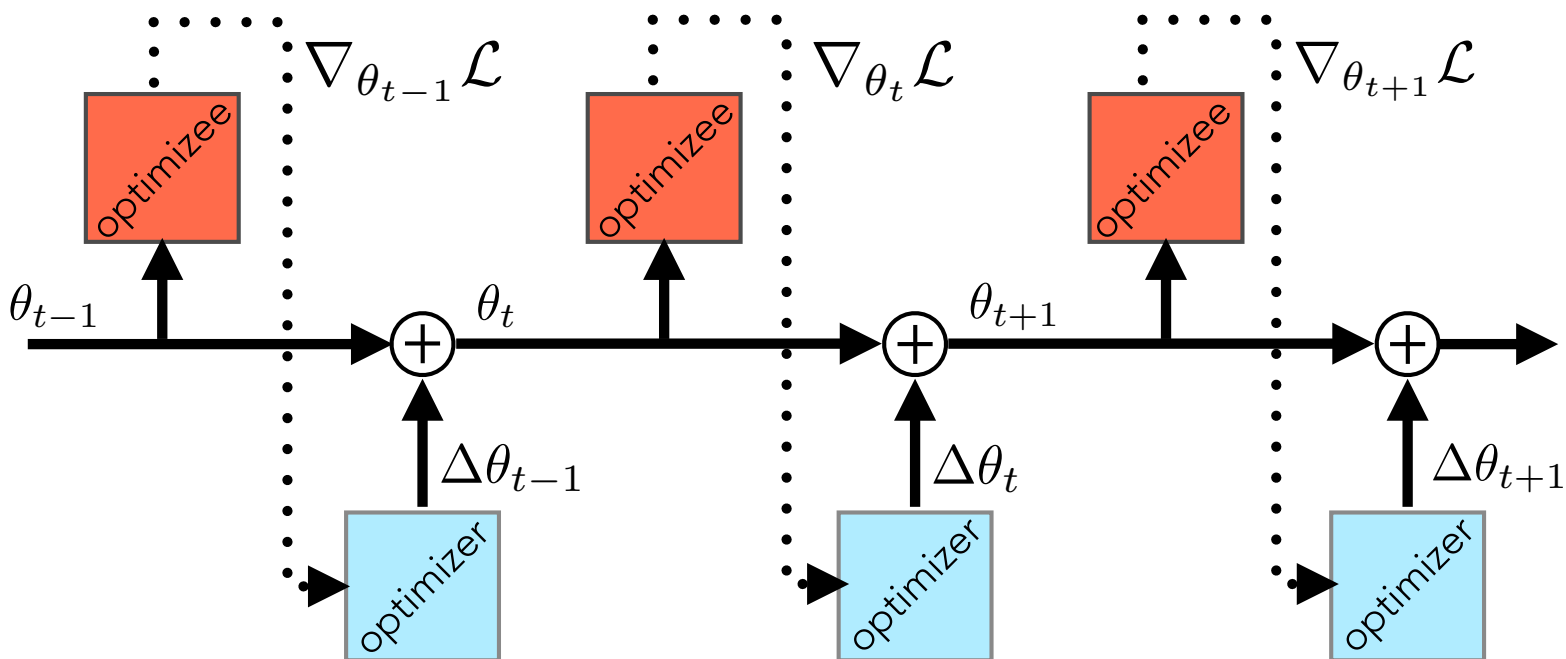 ∇θₜ₋₁ℒ ∇θₜℒ ∇θₜ₊₁ℒ
optimizee optimizee optimizee
θₜ₋₁ θₜ θₜ₊₁
+ + +
Δθₜ₋₁ Δθₜ Δθₜ₊₁
optimizer optimizer optimizer